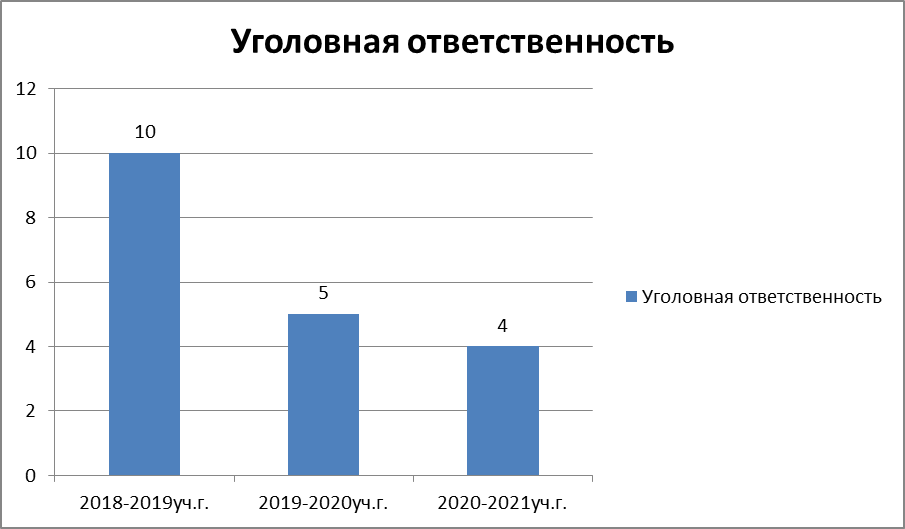 Уголовная ответственность
12
10
8
6
4
2
0
10
5
4
2018-2019уч.г.
2019-2020уч.г.
2020-2021уч.г.
Уголовная ответственность